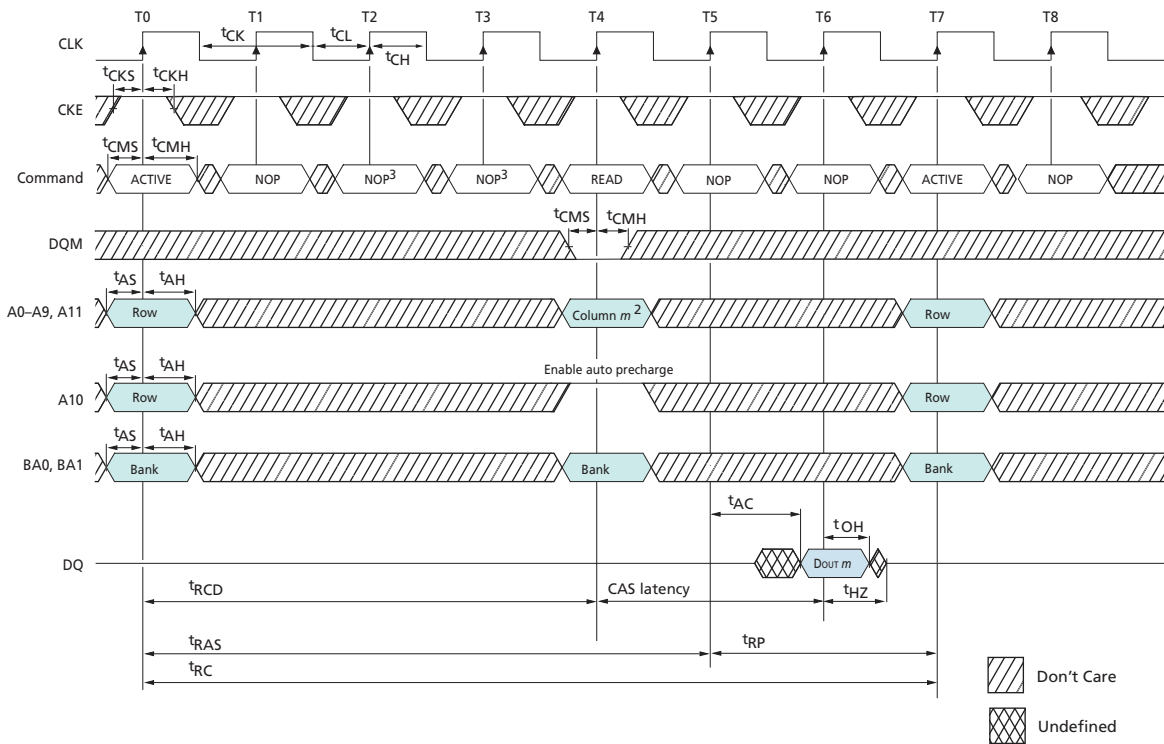 T0 T1 T2 T3 T4 T5 T6 T7 T8
CLK
tCK tCL
tCH
tCKS tCKH
CKE
tCMS tCMH
Command ACTIVE NOP NOP3 NOP3 READ NOP NOP ACTIVE NOP
tCMS tCMH
DQM
tAS tAH
A0–A9, A11 Row Column m 2 Row
Enable auto precharge
tAS tAH
A10 Row Row
tAS tAH
BA0, BA1 Bank Bank Bank
tAC
tOH
DQ DOUT m
tRCD CAS latency tHZ
tRAS tRP
tRC
Don't Care
Undefined